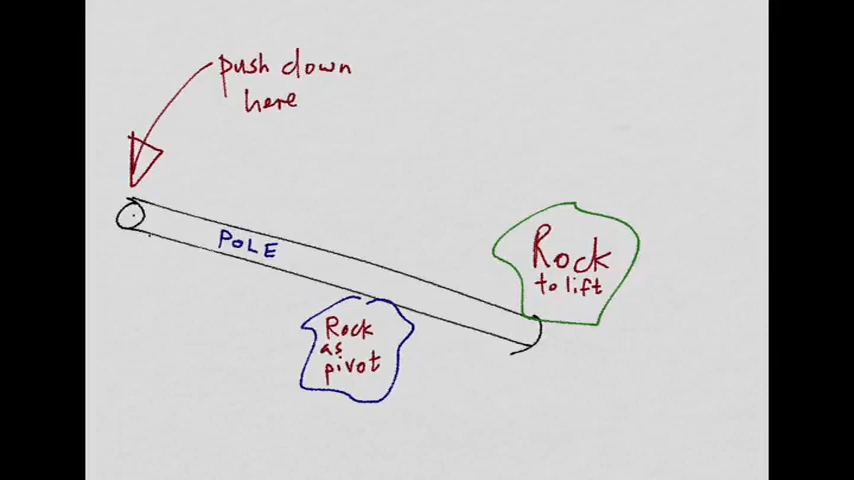 push down
here
POLE
Rock
to lift
Rock
as
pivot